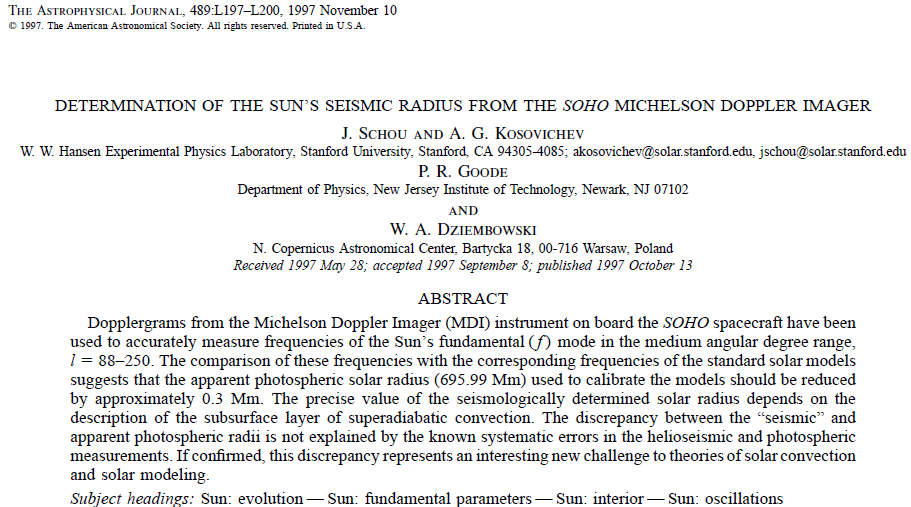 THE ASTROPHYSICAL JOURNAL, 489:L197–L200, 1997 November 10
© 1997. The American Astronomical Society. All rights reserved. Printed in U.S.A.
DETERMINATION OF THE SUN'S SEISMIC RADIUS FROM THE SOHO MICHELSON DOPPLER IMAGER
J. SCHOU AND A. G. KOSOVICHEV
W. W. Hansen Experimental Physics Laboratory, Stanford University, Stanford, CA 94305-4085; akosovichev@solar.stanford.edu, jschou@solar.stanford.edu
P. R. GOODE
Department of Physics, New Jersey Institute of Technology, Newark, NJ 07102
AND
W. A. DZIEMBOWSKI
N. Copernicus Astronomical Center, Bartycka 18, 00-716 Warsaw, Poland
Received 1997 May 28; accepted 1997 September 8; published 1997 October 13
ABSTRACT
Dopplergrams from the Michelson Doppler Imager (MDI) instrument on board the SOHO spacecraft have been
used to accurately measure frequencies of the Sun's fundamental (f) mode in the medium angular degree range,
l = 88–250. The comparison of these frequencies with the corresponding frequencies of the standard solar models
suggests that the apparent photospheric solar radius (695.99 Mm) used to calibrate the models should be reduced
by approximately 0.3 Mm. The precise value of the seismologically determined solar radius depends on the
description of the subsurface layer of superadiabatic convection. The discrepancy between the “seismic” and
apparent photospheric radii is not explained by the known systematic errors in the helioseismic and photospheric
measurements. If confirmed, this discrepancy represents an interesting new challenge to theories of solar convection
and solar modeling.
Subject headings: Sun: evolution — Sun: fundamental parameters — Sun: interior — Sun: oscillations